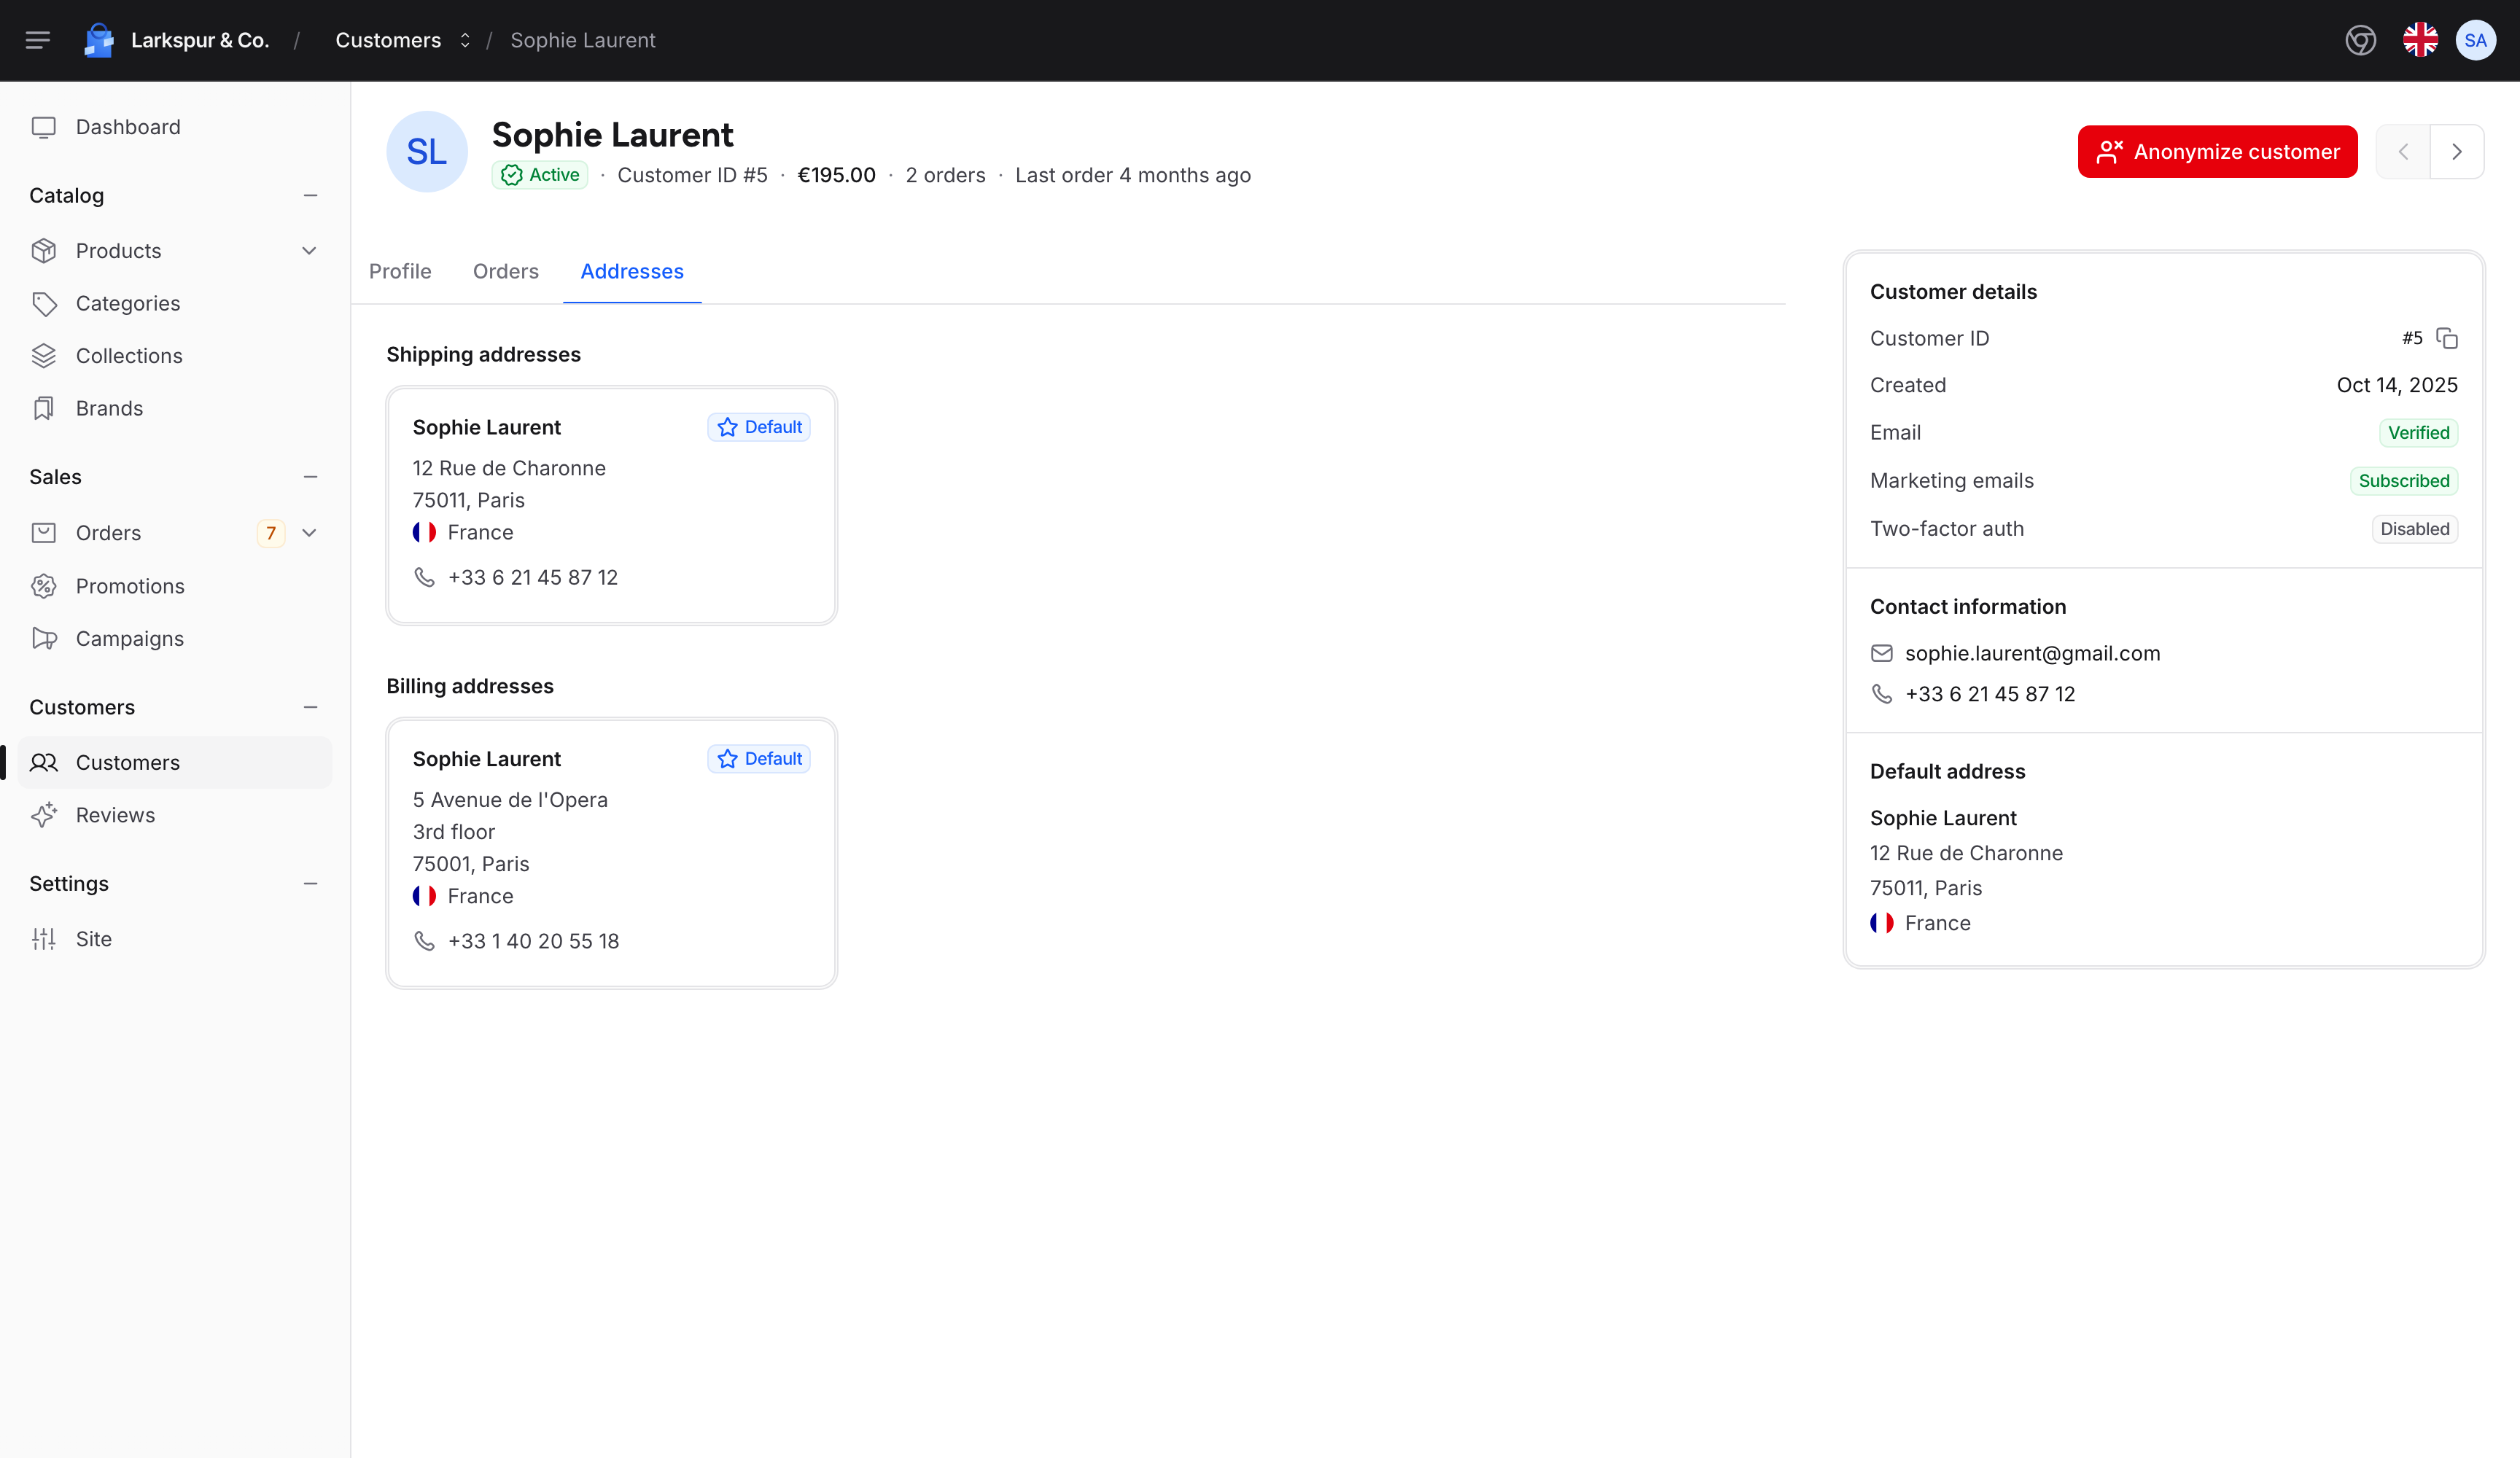 Larkspur & Co. / Customers / Sophie Laurent
SA
Dashboard
Catalog
Products
Categories
Collections
Brands
Sales
Orders 7
Promotions
Campaigns
Customers
Customers
Reviews
Settings
Site
SL
Sophie Laurent
Active · Customer ID #5 · €195.00 · 2 orders · Last order 4 months ago
Anonymize customer
Profile Orders Addresses
Shipping addresses
Sophie Laurent Default
12 Rue de Charonne
75011, Paris
France
+33 6 21 45 87 12
Billing addresses
Sophie Laurent Default
5 Avenue de l'Opera
3rd floor
75001, Paris
France
+33 1 40 20 55 18
Customer details
Customer ID #5
Created Oct 14, 2025
Email Verified
Marketing emails Subscribed
Two-factor auth Disabled
Contact information
sophie.laurent@gmail.com
+33 6 21 45 87 12
Default address
Sophie Laurent
12 Rue de Charonne
75011, Paris
France